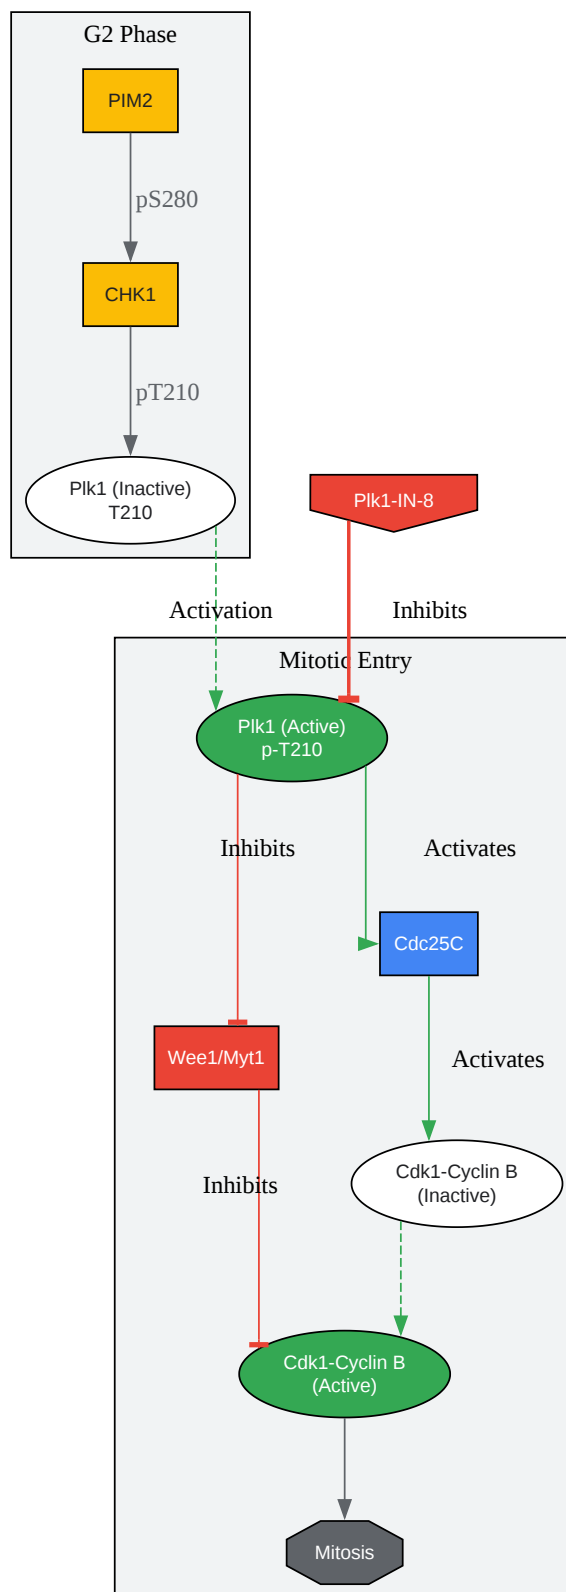 G2 Phase
PIM2
pS280
CHK1
pT210
Plk1 (Inactive)
T210
Plk1-IN-8
Activation
Inhibits
Mitotic Entry
Plk1 (Active)
p-T210
Inhibits
Activates
Cdc25C
Wee1/Myt1
Activates
Cdk1-Cyclin B
(Inactive)
Inhibits
Cdk1-Cyclin B
(Active)
Mitosis